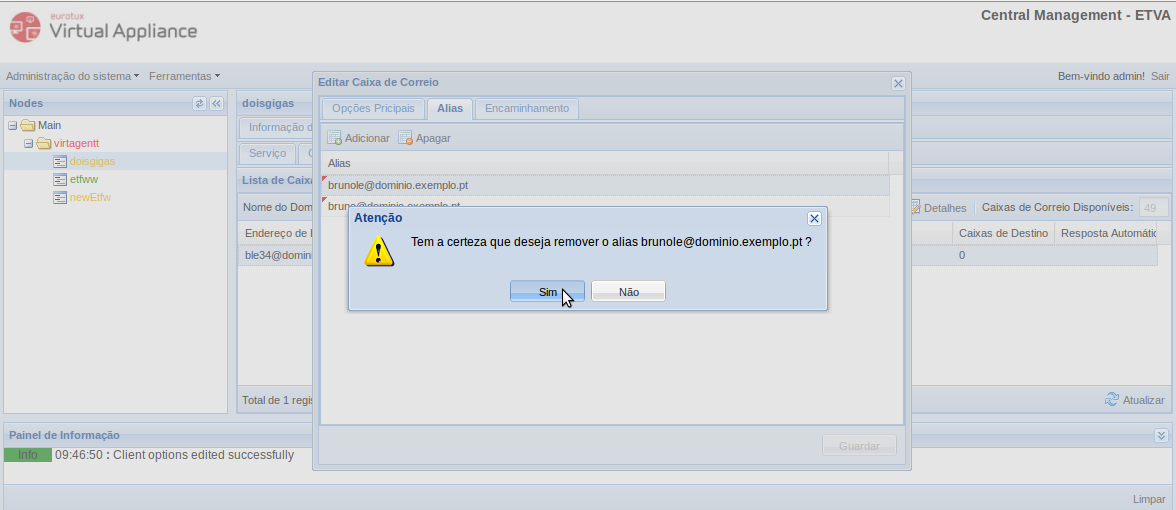 eurotux
Virtual Appliance
Central Management - ETVA
Administração do sistema Ferramentas
Bem-vindo admin! Sair
Nodes
Main
virtagentt
doisgigas
etfww
newEtfw
doisgigas
Informação d
Serviço
Lista de Caixa
Nome do Dom
Detalhes Caixas de Correio Disponíveis: 49
Endereço de
Caixas de Destino Resposta Automátic
ble34@domini
0
Total de 1 regis
Atualizar
Editar Caixa de Correio
Opções Pricipais Alias Encaminhamento
Adicionar Apagar
Alias
brunole@dominio.exemplo.pt
bruno@dominio.exemplo.pt
Atenção
Tem a certeza que deseja remover o alias brunole@dominio.exemplo.pt ?
Sim Não
Guardar
Painel de Informação
Info 09:46:50 : Client options edited successfully
Limpar